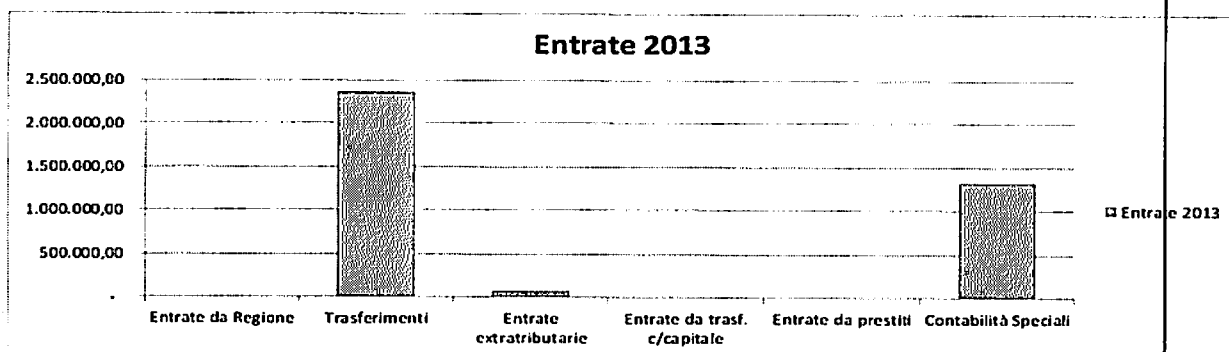 Entrate 2013
2.500.000,00
2.000.000,00
1.500.000,00
1.000.000,00
500.000,00
-
Entrate da Regione
Trasferimenti
Entrate
extratributarie
Entrate da trasf.
c/capitale
Entrate da prestiti
Contabilità Speciali
Entrate 2013